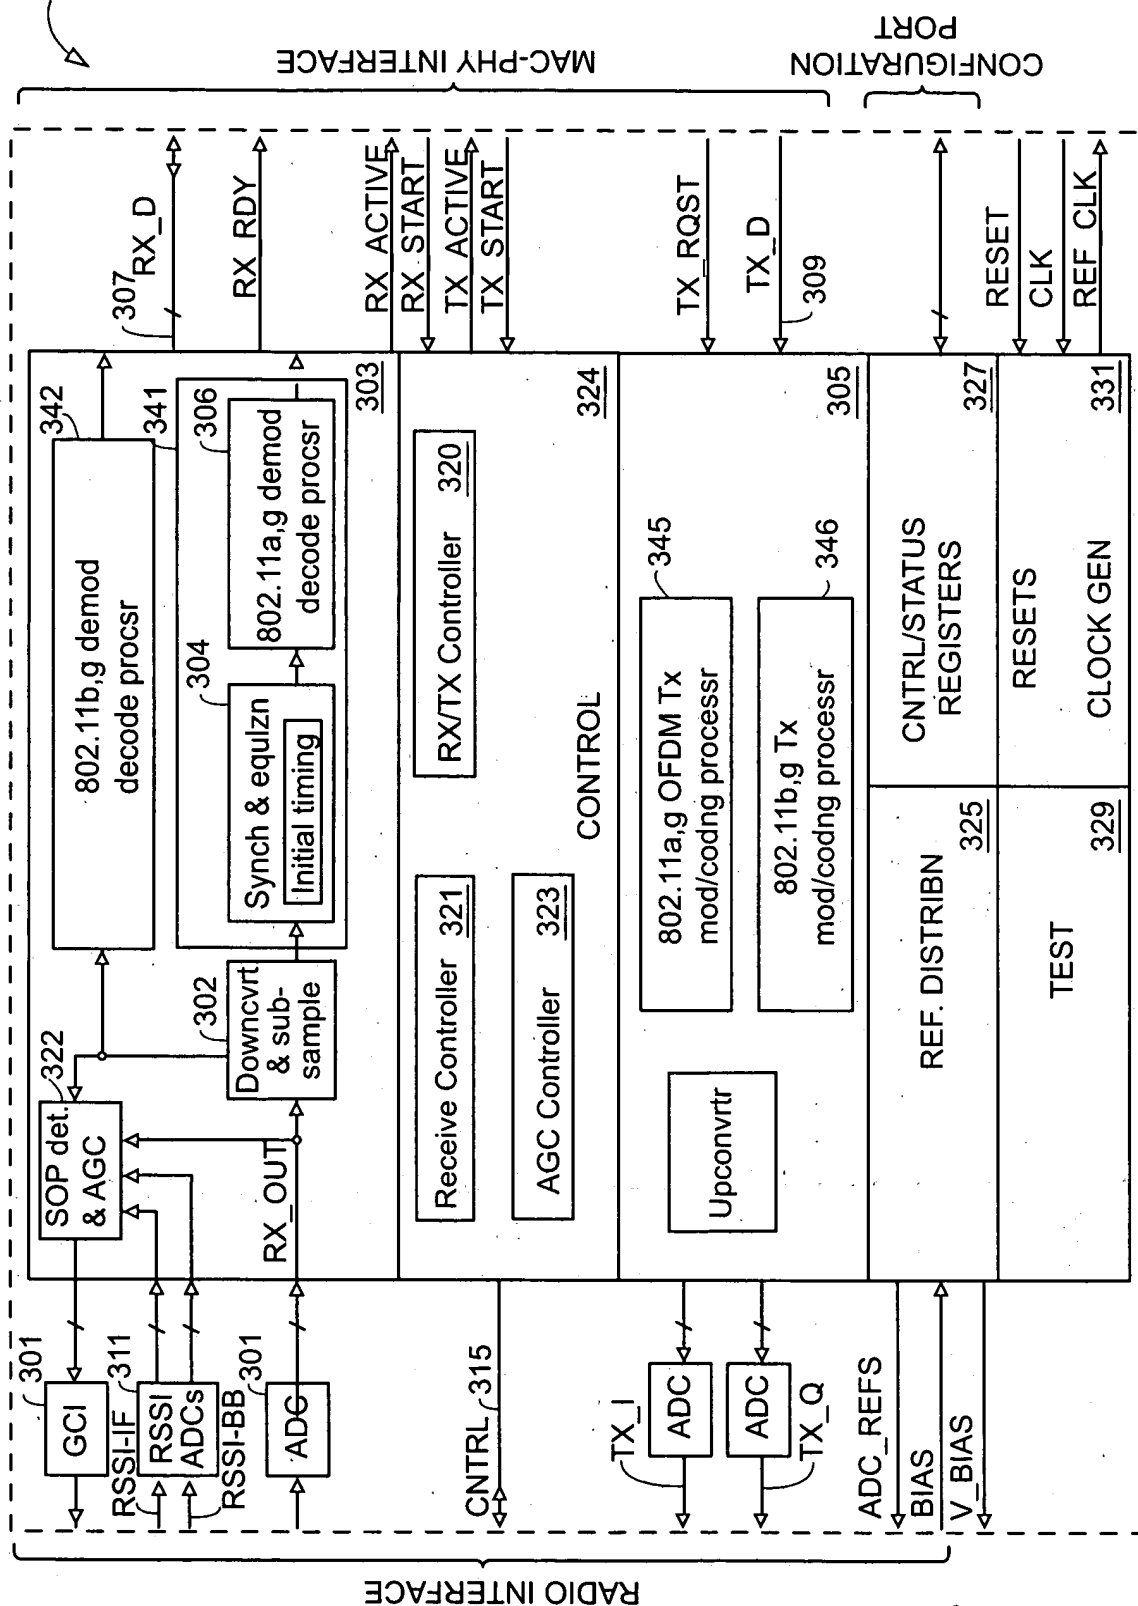 RADIO INTERFACE
MAC-PHY INTERFACE
CONFIGURATION
PORT
301
GCI
RSSI-IF
311
RSSI
ADCs
RSSI-BB
301
ADC
CNTRL
315
TX_I
ADC
ADC
TX_Q
ADC_REFS
BIAS
V_BIAS
322
SOP det.
& AGC
RX_OUT
302
Downcvrt
& sub-
sample
342
802.11b,g demod
decode procsr
341
304
Synch & equlzn
Initial timing
306
802.11a,g demod
decode procsr
303
Receive Controller 321
AGC Controller 323
RX/TX Controller 320
CONTROL
324
Upconvrtr
802.11a,g OFDM Tx
mod/codng processr
345
802.11b,g Tx
mod/codng processr
346
305
REF. DISTRIBN
325
CNTRL/STATUS
REGISTERS
327
TEST
329
RESETS
CLOCK GEN
331
307
RX_D
RX_RDY
RX_ACTIVE
RX_START
TX_ACTIVE
TX_START
TX_RQST
TX_D
309
RESET
CLK
REF_CLK